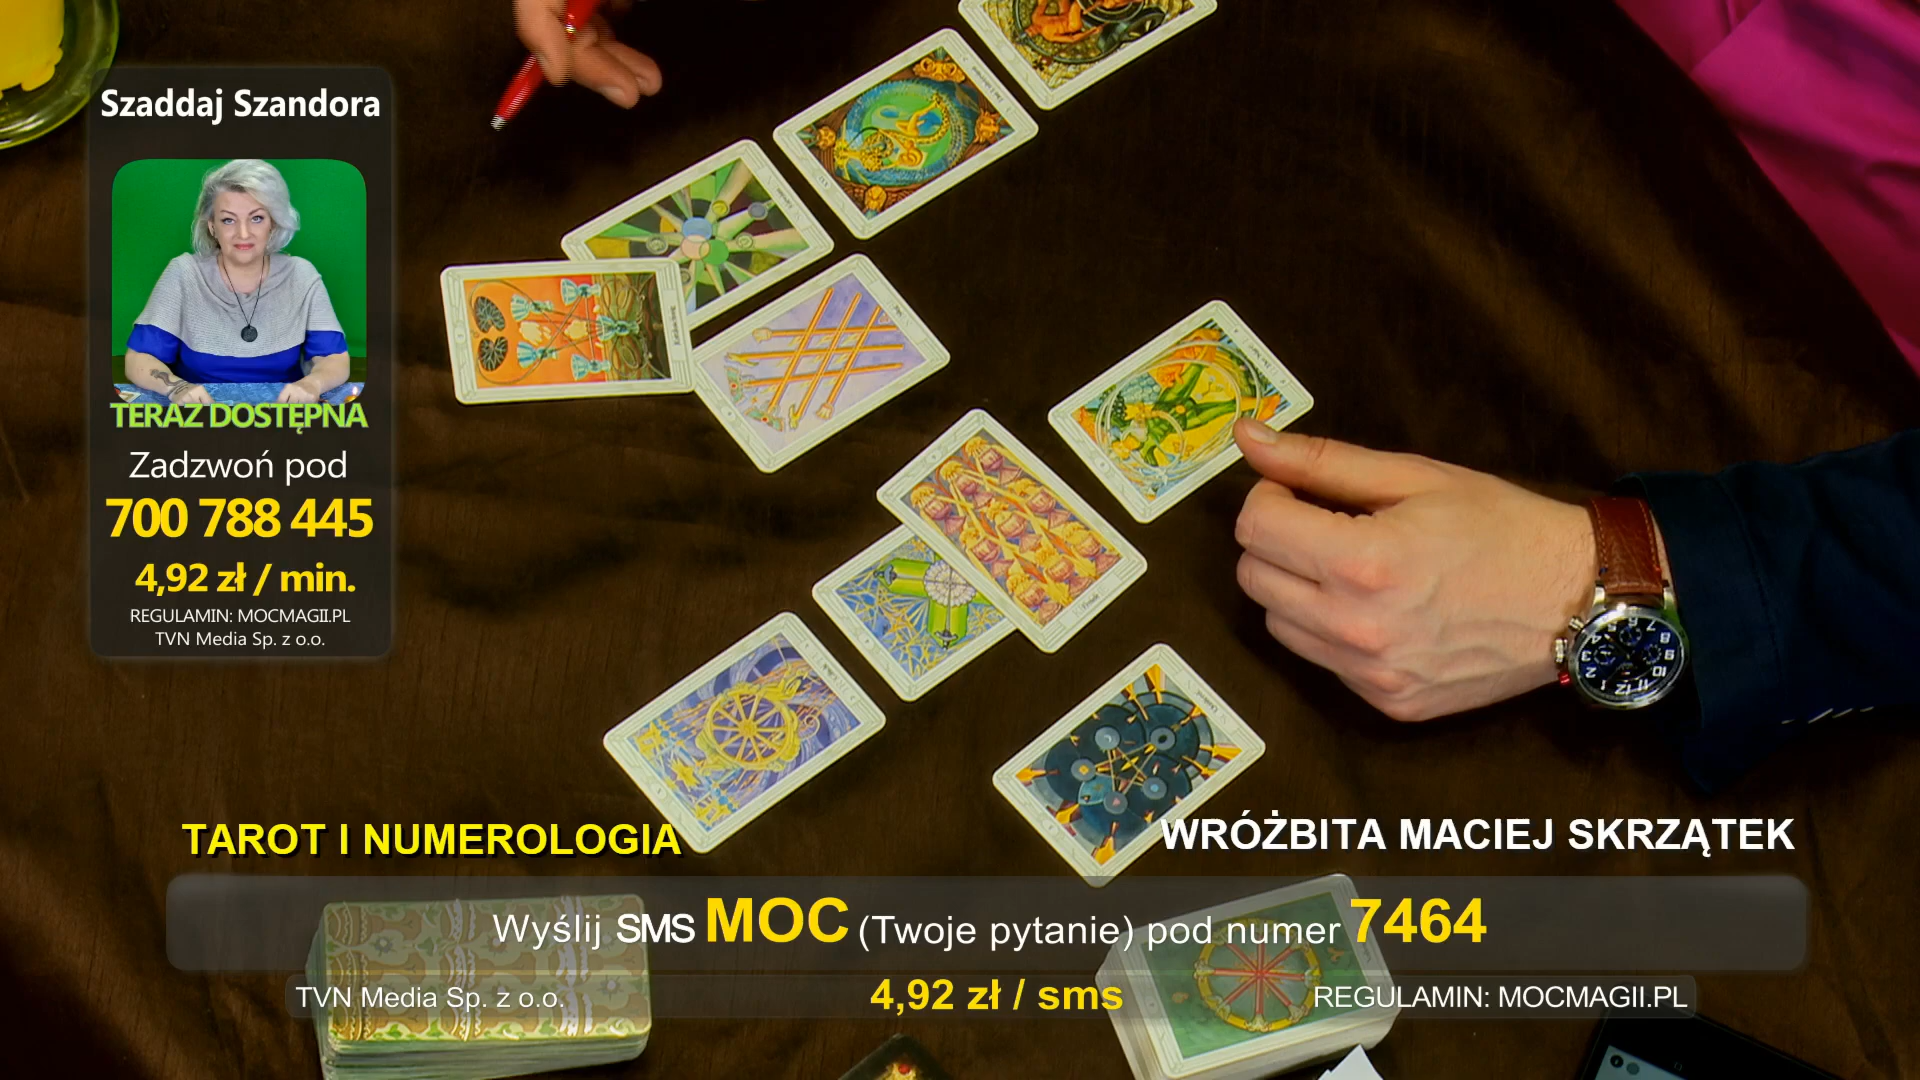 Szaddaj Szandora
TERAZ DOSTĘPNA
Zadzwoń pod
700 788 445
4,92 zł / min.
REGULAMIN: MOCMAGII.PL
TVN Media Sp. z o.o.
TAROT I NUMEROLOGIA
WRÓŻBITA MACIEJ SKRZĄTEK
Wyślij SMS MOC (Twoje pytanie) pod numer 7464
TVN Media Sp. z o.o.
4,92 zł / sms
REGULAMIN: MOCMAGII.PL